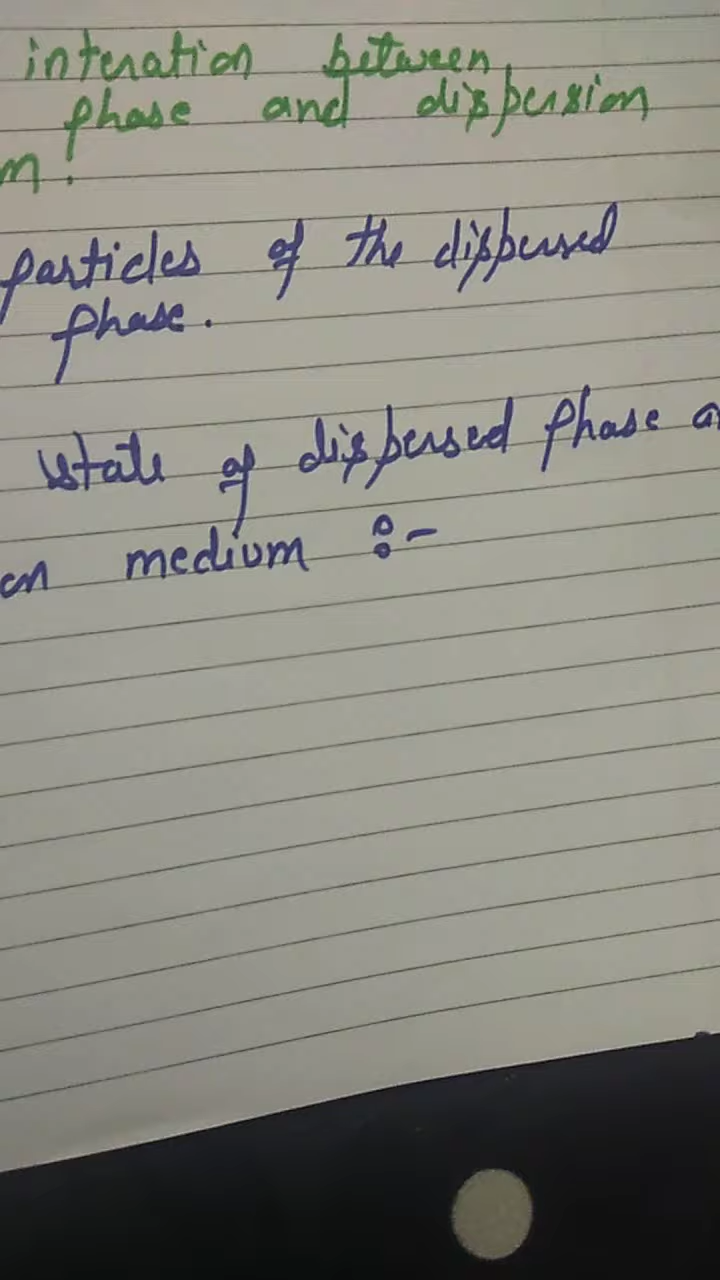 interation between
phase and dispersion
m.
particles of the dispersed
phase.
state of dispersed phase a
on medium :-